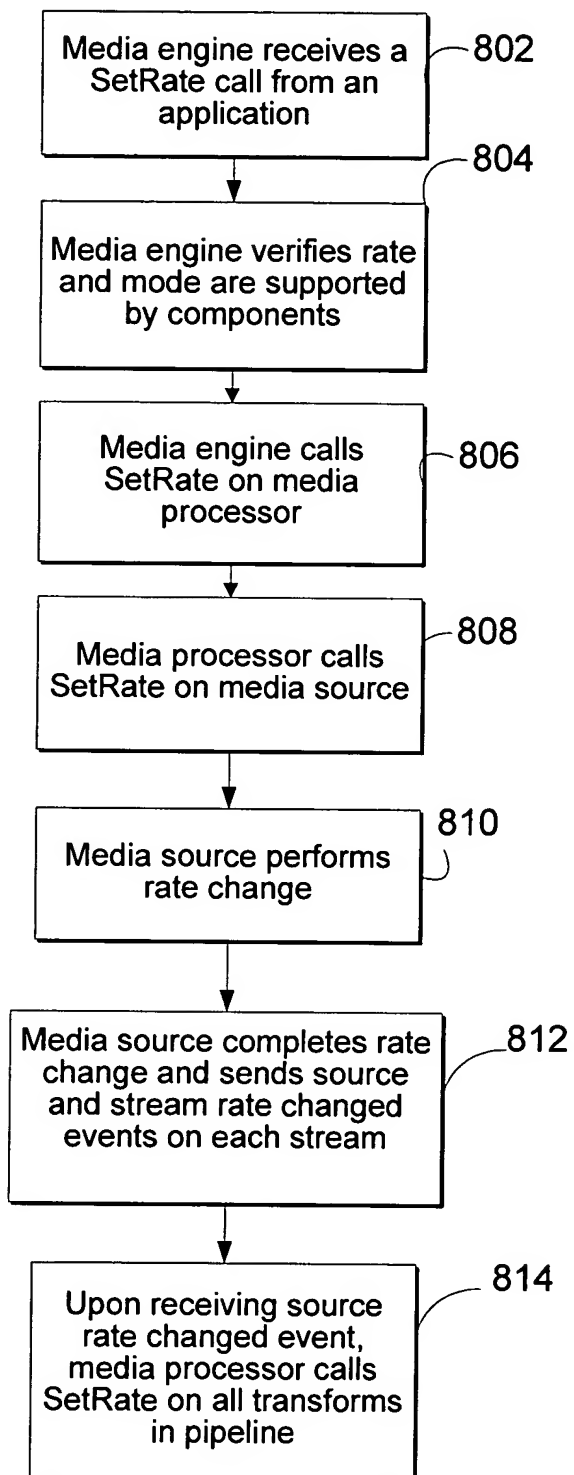 Media engine receives a
SetRate call from an
application
802
804
Media engine verifies rate
and mode are supported
by components
Media engine calls
SetRate on media
processor
806
Media processor calls
SetRate on media source
808
810
Media source performs
rate change
Media source completes rate
change and sends source
and stream rate changed
events on each stream
812
814
Upon receiving source
rate changed event,
media processor calls
SetRate on all transforms
in pipeline